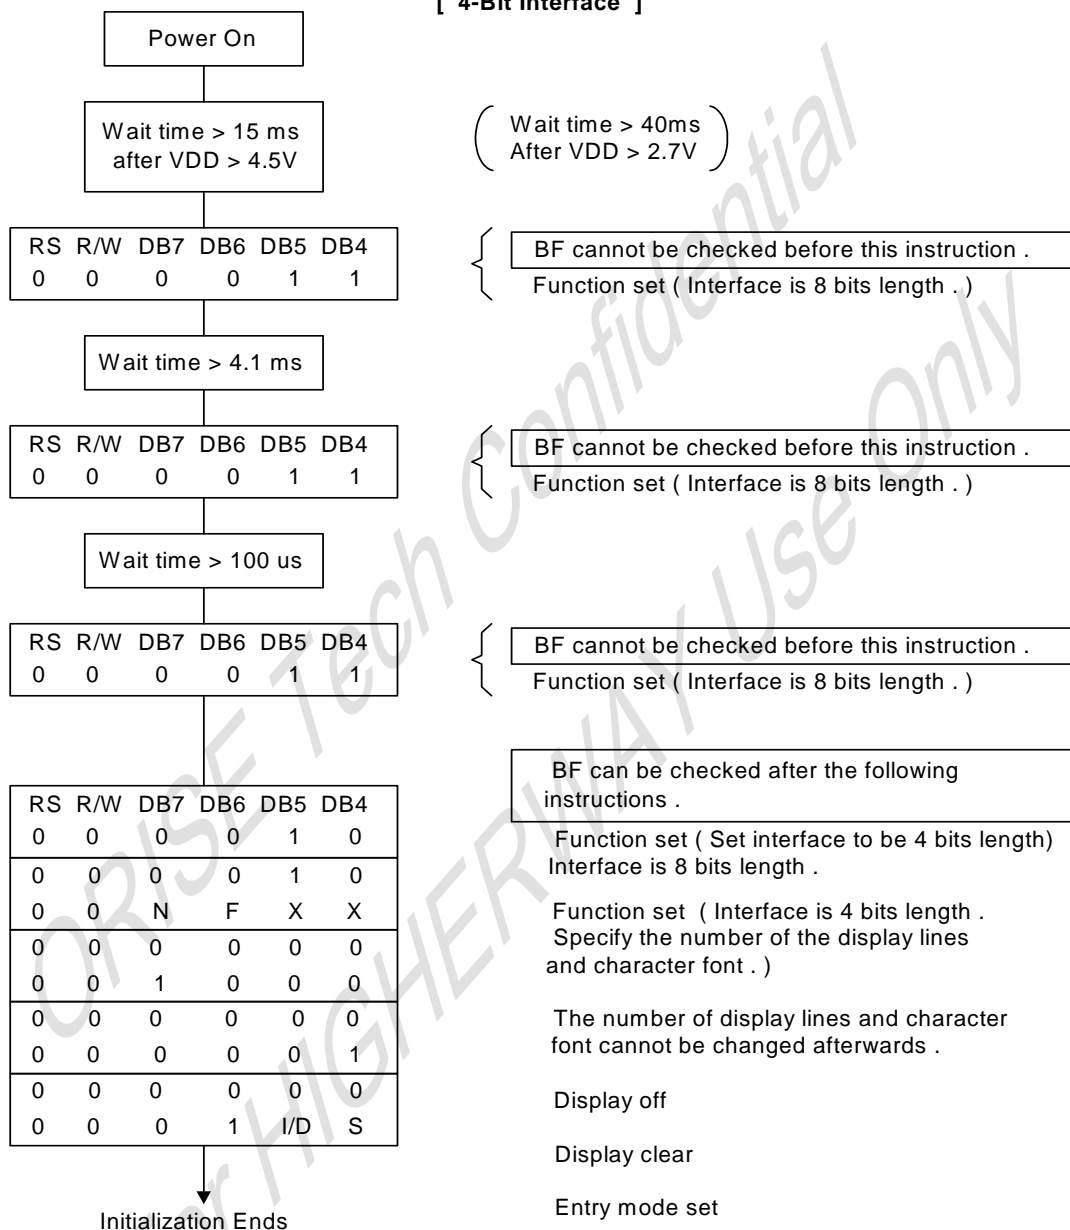 [ 4-Bit Interface ]
Power On
Wait time > 15 ms
after VDD > 4.5V
Wait time > 40ms
After VDD > 2.7V
RS R/W DB7 DB6 DB5 DB4
0 0 0 0 1 1
BF cannot be checked before this instruction .
Function set ( Interface is 8 bits length . )
Wait time > 4.1 ms
RS R/W DB7 DB6 DB5 DB4
0 0 0 0 1 1
BF cannot be checked before this instruction .
Function set ( Interface is 8 bits length . )
Wait time > 100 us
RS R/W DB7 DB6 DB5 DB4
0 0 0 0 1 1
BF cannot be checked before this instruction .
Function set ( Interface is 8 bits length . )
RS R/W DB7 DB6 DB5 DB4
0 0 0 0 1 0
0 0 0 0 1 0
0 0 N F X X
0 0 0 0 0 0
0 0 1 0 0 0
0 0 0 0 0 0
0 0 0 0 0 1
0 0 0 0 0 0
0 0 0 1 I/D S
BF can be checked after the following
instructions .
Function set ( Set interface to be 4 bits length)
Interface is 8 bits length .
Function set ( Interface is 4 bits length .
Specify the number of the display lines
and character font . )
The number of display lines and character
font cannot be changed afterwards .
Display off
Display clear
Entry mode set
Initialization Ends
ORISE Tech Confidential
For HIGHERWAY Use Only